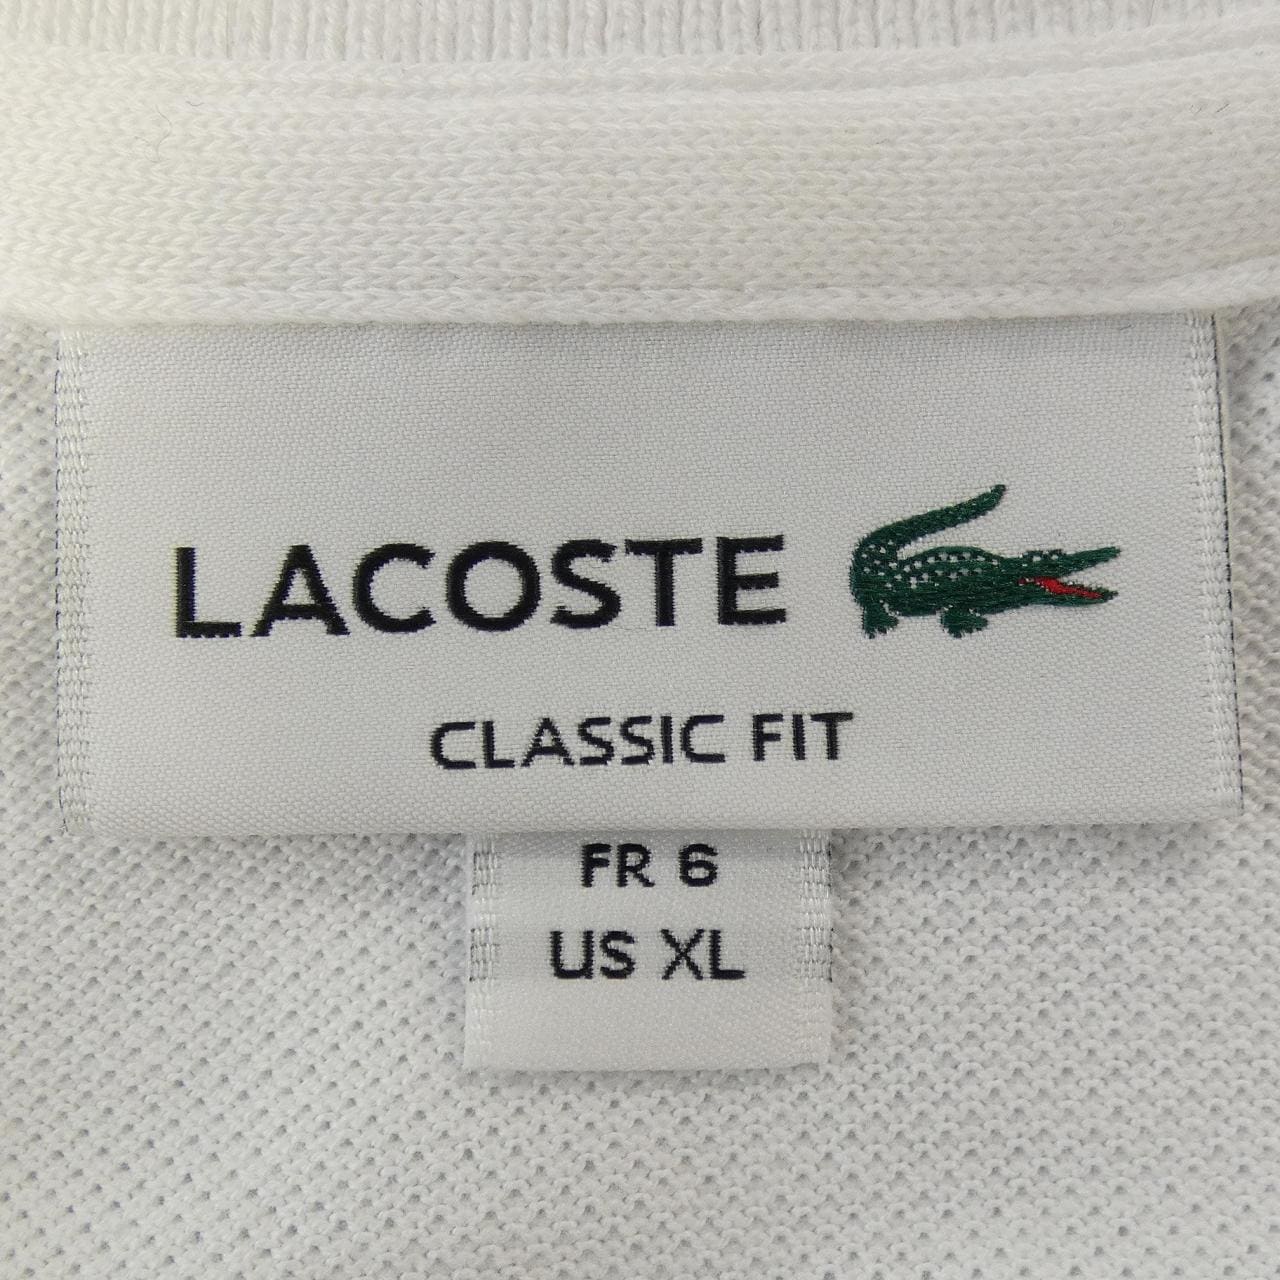 LACOSTE
CLASSIC FIT
FR 6
US XL